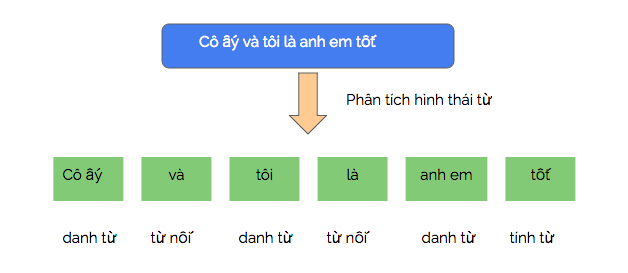 Cô ấy và tôi là anh em tốt
Phân tích hình thái từ
Cô ấy và tôi là anh em tốt
danh từ từ nối danh từ từ nối danh từ tính từ